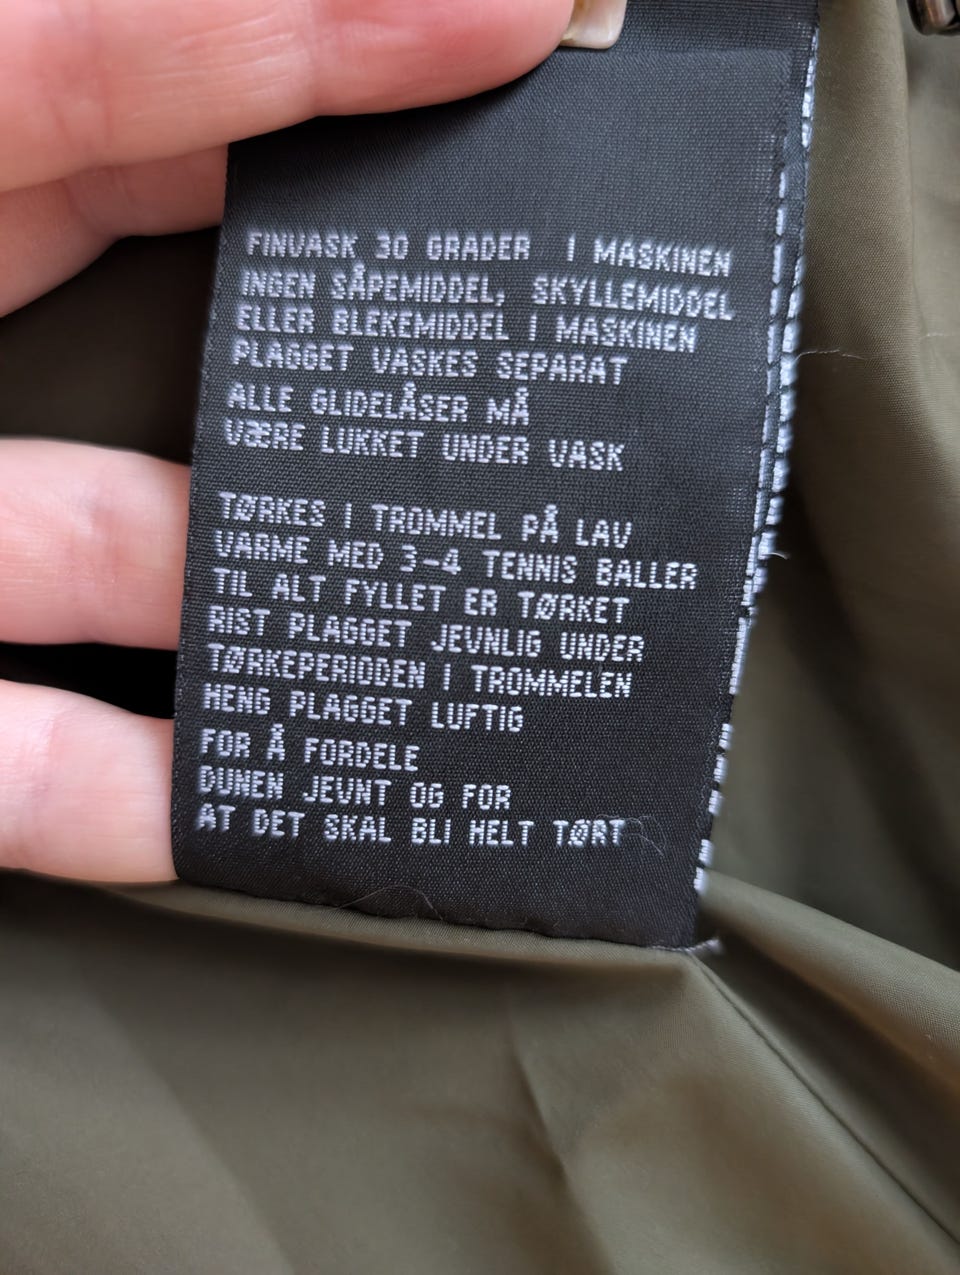 FINVASK 30 GRADER I MASKINEN
INGEN SÅPEMIDDEL, SKYLLEMIDDEL
ELLER BLEKEMIDDEL I MASKINEN
PLAGGET VASKES SEPARAT
ALLE GLIDELÅSER MÅ
VÆRE LUKKET UNDER VASK
TØRKES I TROMMEL PÅ LAV
VARME MED 3-4 TENNIS BALLER
TIL ALT FYLLET ER TØRKET
RIST PLAGGET JEVNLIG UNDER
TØRKEPERIODEN I TROMMELEN
HENG PLAGGET LUFTIG
FOR Å FORDELE
DUNEN JEVNT OG FOR
AT DET SKAL BLI HELT TØRT